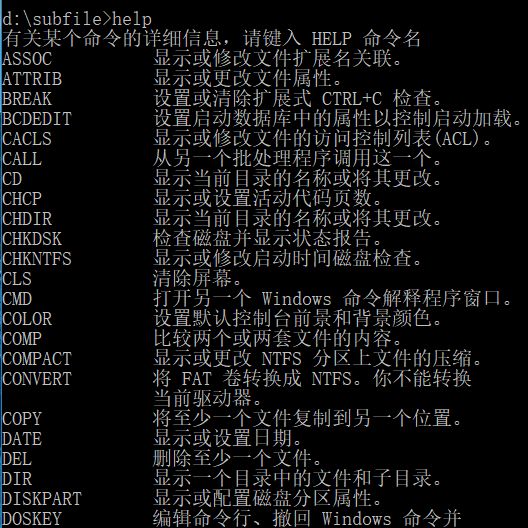 d:\subfile>help
有关某个命令的详细信息，请键入 HELP 命令名
ASSOC 显示或修改文件扩展名关联。
ATTRIB 显示或更改文件属性。
BREAK 设置或清除扩展式 CTRL+C 检查。
BCDEDIT 设置启动数据库中的属性以控制启动加载。
CACLS 显示或修改文件的访问控制列表(ACL)。
CALL 从另一个批处理程序调用这一个。
CD 显示当前目录的名称或将其更改。
CHCP 显示或设置活动代码页数。
CHDIR 显示当前目录的名称或将其更改。
CHKDSK 检查磁盘并显示状态报告。
CHKNTFS 显示或修改启动时间磁盘检查。
CLS 清除屏幕。
CMD 打开另一个 Windows 命令解释程序窗口。
COLOR 设置默认控制台前景和背景颜色。
COMP 比较两个或两套文件的内容。
COMPACT 显示或更改 NTFS 分区上文件的压缩。
CONVERT 将 FAT 卷转换成 NTFS。你不能转换
当前驱动器。
COPY 将至少一个文件复制到另一个位置。
DATE 显示或设置日期。
DEL 删除至少一个文件。
DIR 显示一个目录中的文件和子目录。
DISKPART 显示或配置磁盘分区属性。
DOSKEY 编辑命令行、撤回 Windows 命令并